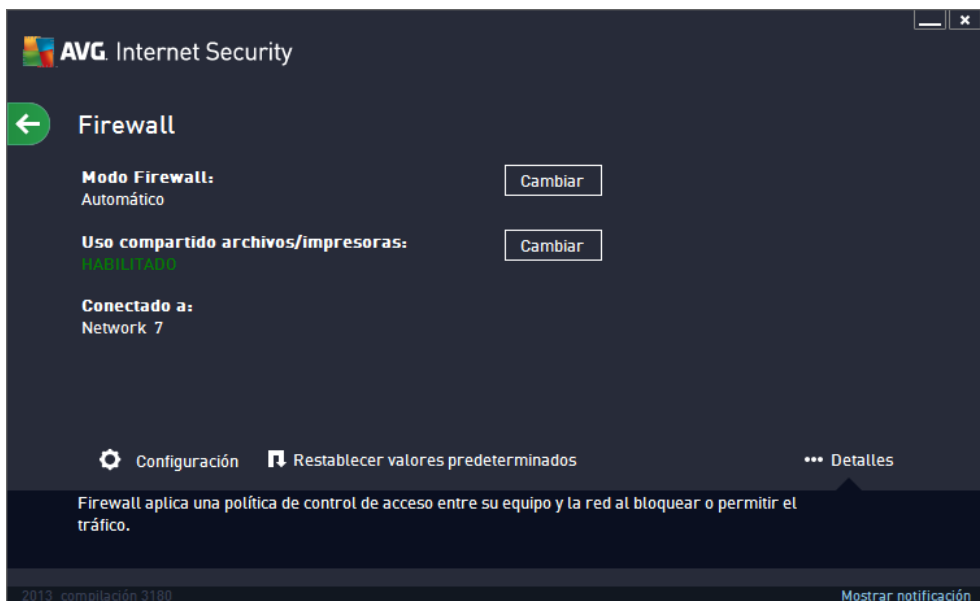 AVG. Internet Security
Firewall
Modo Firewall:
Cambiar
Automático
Uso compartido archivos/impresoras:
Cambiar
HABILITADO
Conectado a:
Network 7
Configuración
Restablecer valores predeterminados
Detalles
Firewall aplica una política de control de acceso entre su equipo y la red al bloquear o permitir el
tráfico.
2013 compilación 3180
Mostrar notificación